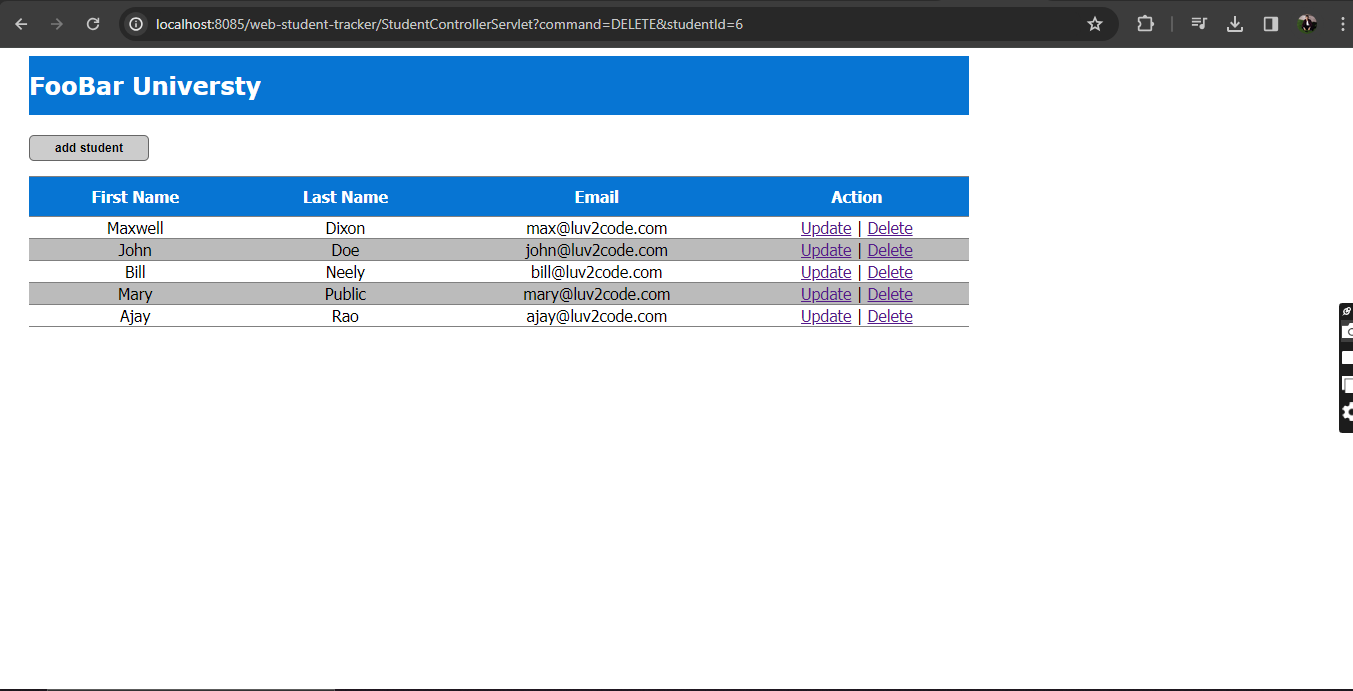 localhost:8085/web-student-tracker/StudentControllerServlet?command=DELETE&studentId=6
FooBar Universty
add student
First Name Last Name Email Action
Maxwell Dixon max@luv2code.com Update | Delete
John Doe john@luv2code.com Update | Delete
Bill Neely bill@luv2code.com Update | Delete
Mary Public mary@luv2code.com Update | Delete
Ajay Rao ajay@luv2code.com Update | Delete